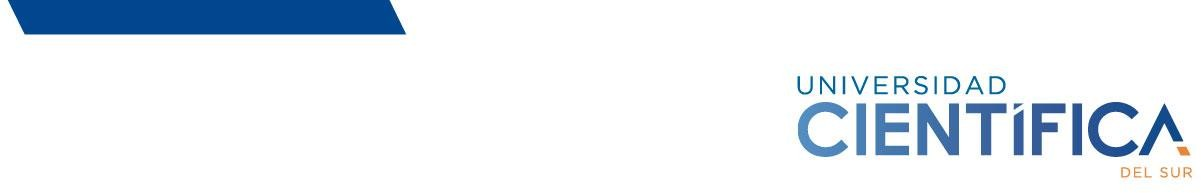 UNIVERSIDAD
CIENTÍFICA
DEL SUR